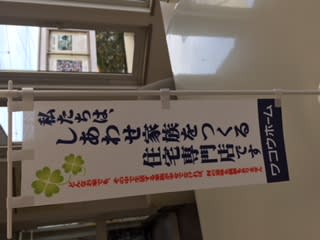 私たちは、
しあわせ家族をつくる
住宅専門店です
ワコウホーム